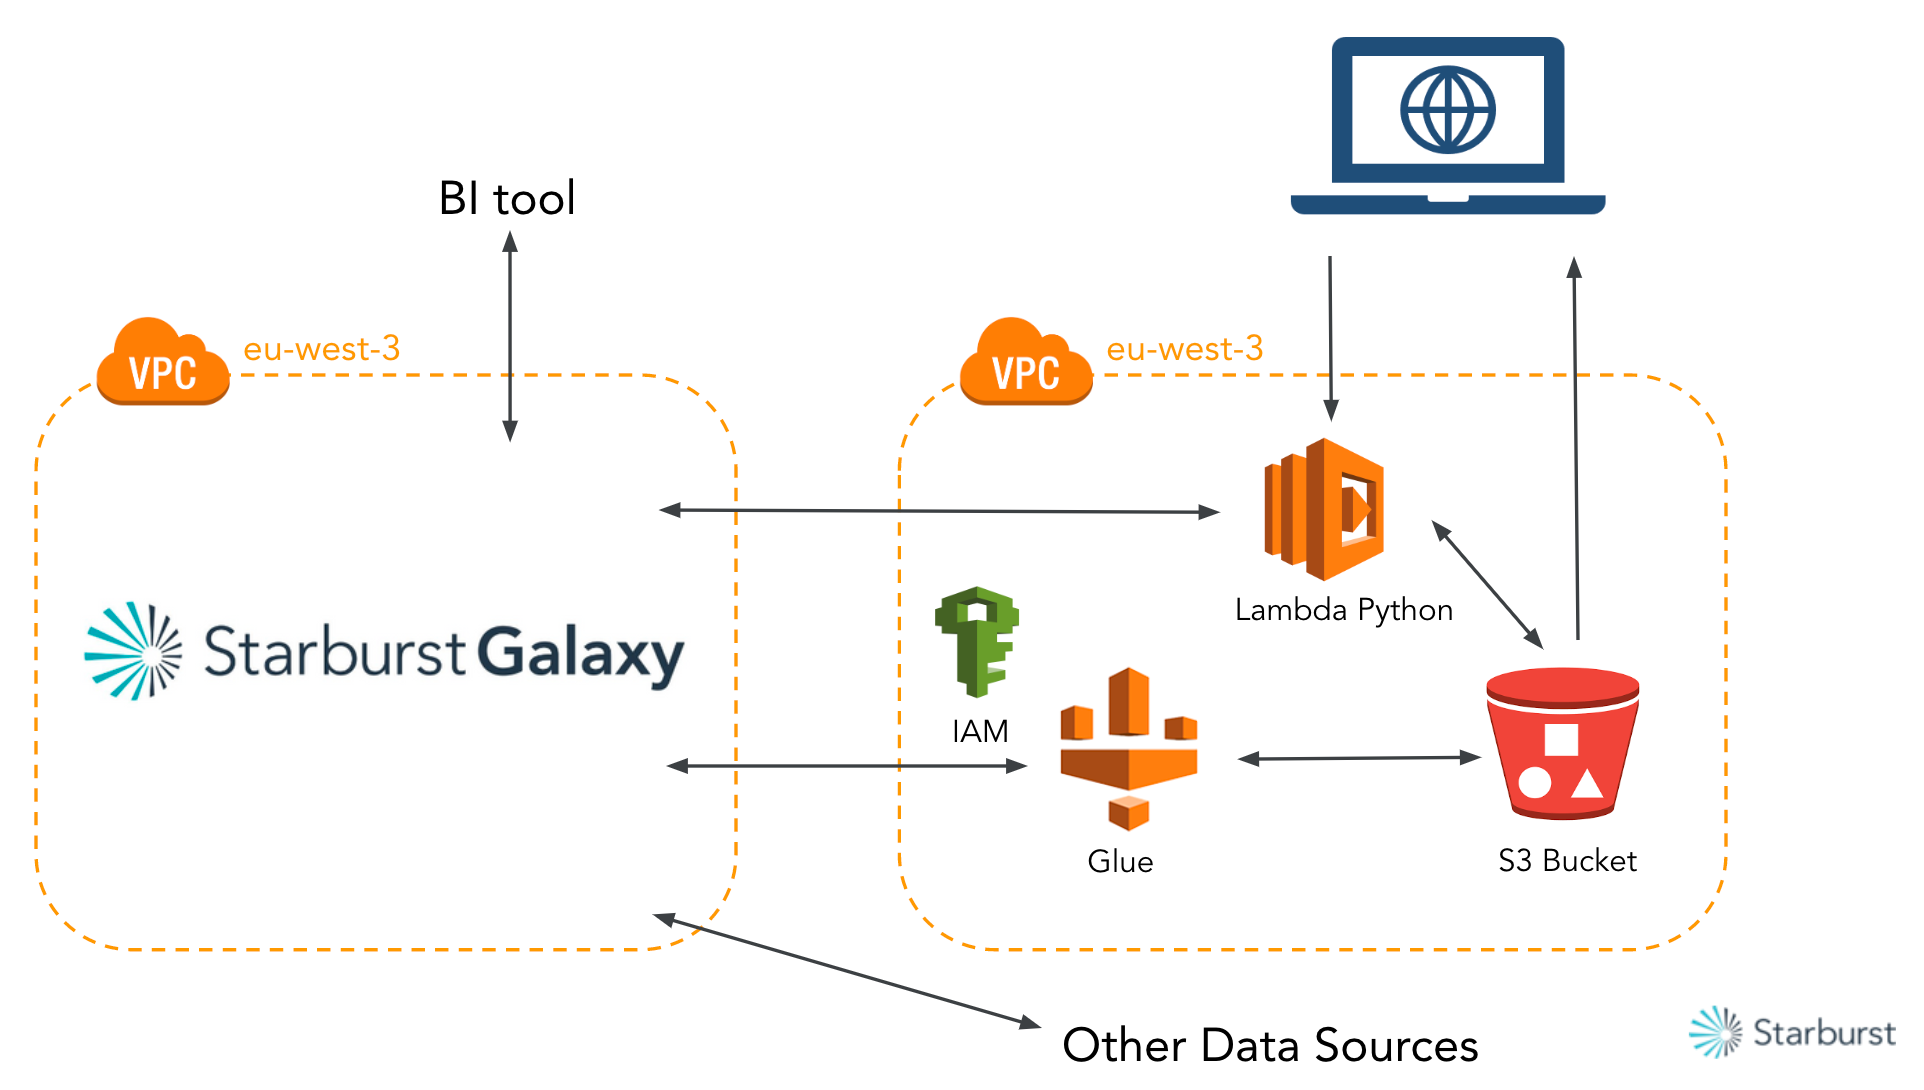 BI tool
VPC
eu-west-3
VPC
eu-west-3
Starburst Galaxy
Lambda Python
IAM
Glue
S3 Bucket
Other Data Sources
Starburst